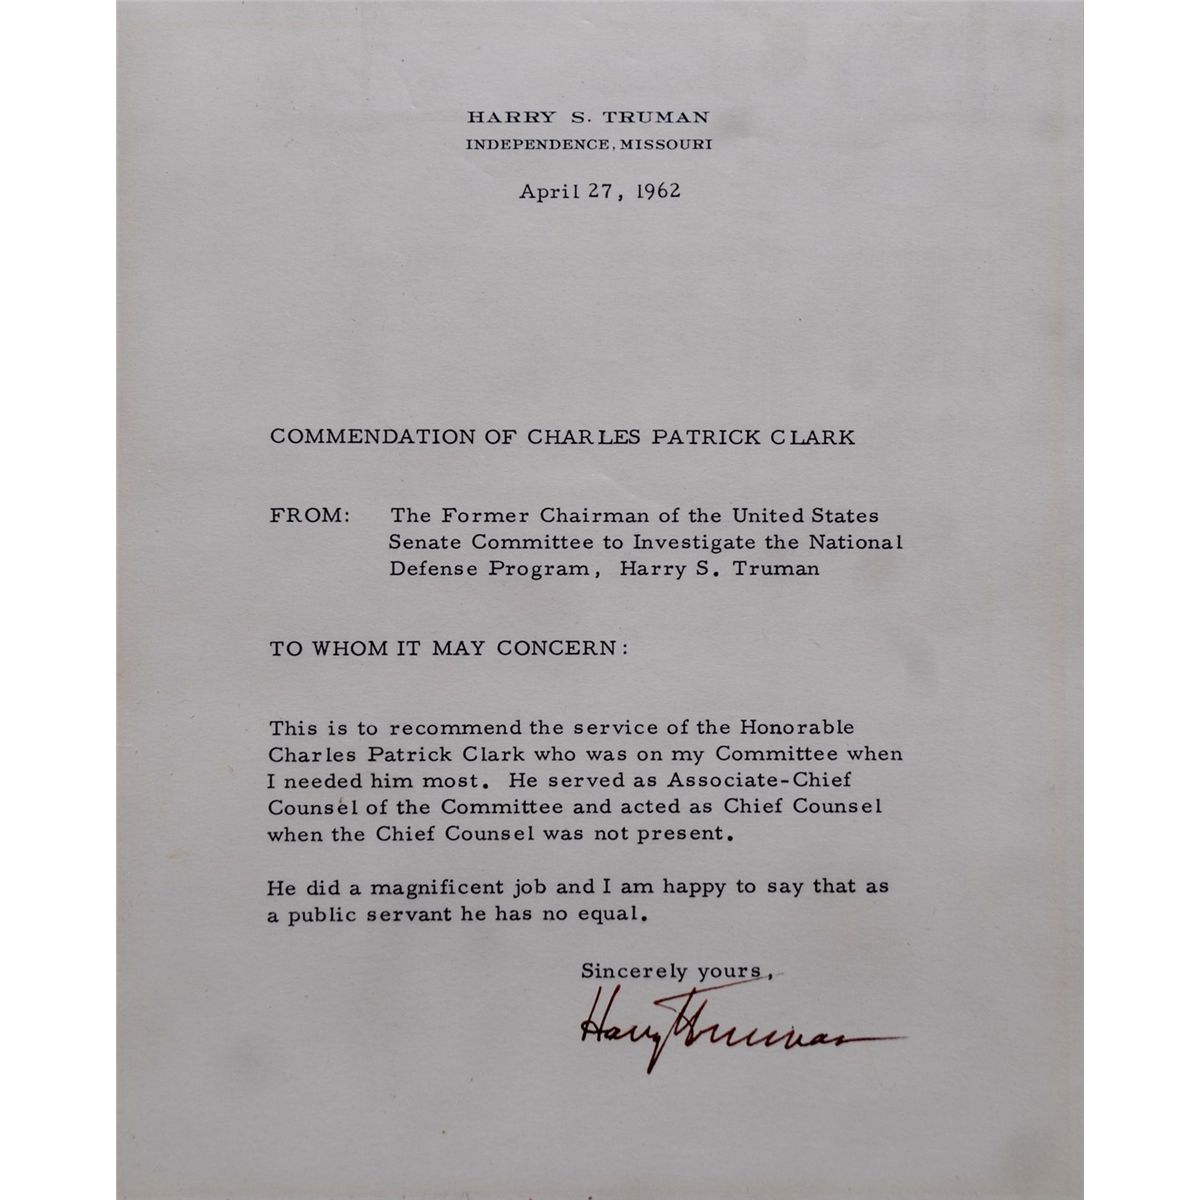 HARRY S. TRUMAN
INDEPENDENCE, MISSOURI
April 27, 1962
COMMENDATION OF CHARLES PATRICK CLARK
FROM: The Former Chairman of the United States
Senate Committee to Investigate the National
Defense Program, Harry S. Truman
TO WHOM IT MAY CONCERN:
This is to recommend the service of the Honorable
Charles Patrick Clark who was on my Committee when
I needed him most. He served as Associate-Chief
Counsel of the Committee and acted as Chief Counsel
when the Chief Counsel was not present.
He did a magnificent job and I am happy to say that as
a public servant he has no equal.
Sincerely yours,
Harry S Truman